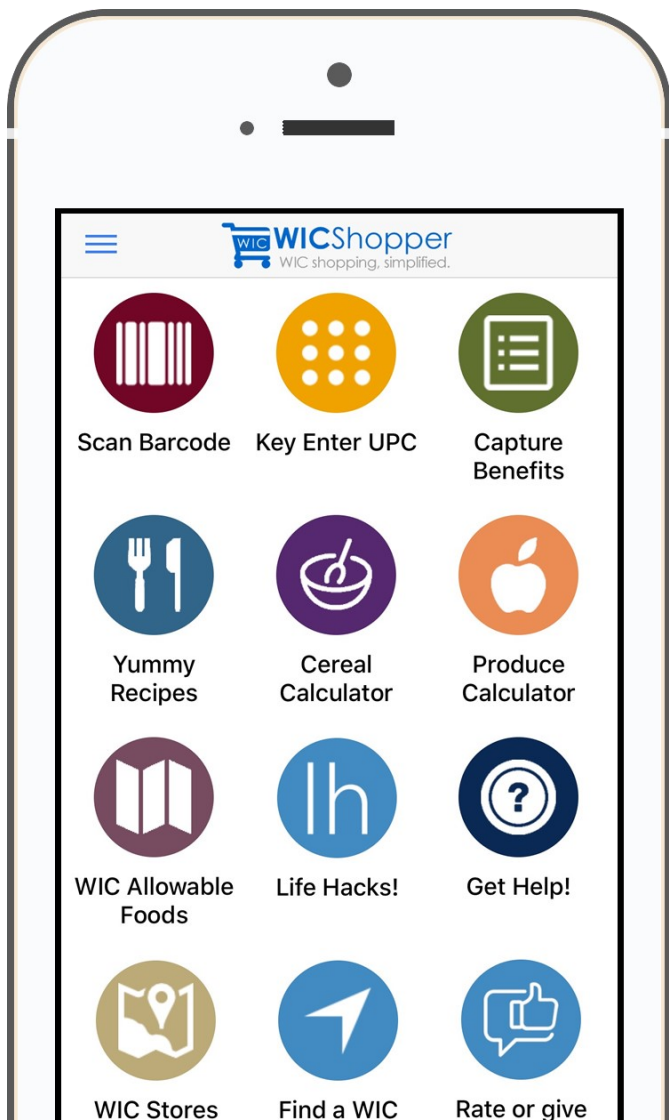 WIC WICShopper
WIC shopping, simplified.
Scan Barcode
Key Enter UPC
Capture
Benefits
Yummy
Recipes
Cereal
Calculator
Produce
Calculator
WIC Allowable
Foods
lh
Life Hacks!
?
Get Help!
WIC Stores
Find a WIC
Rate or give